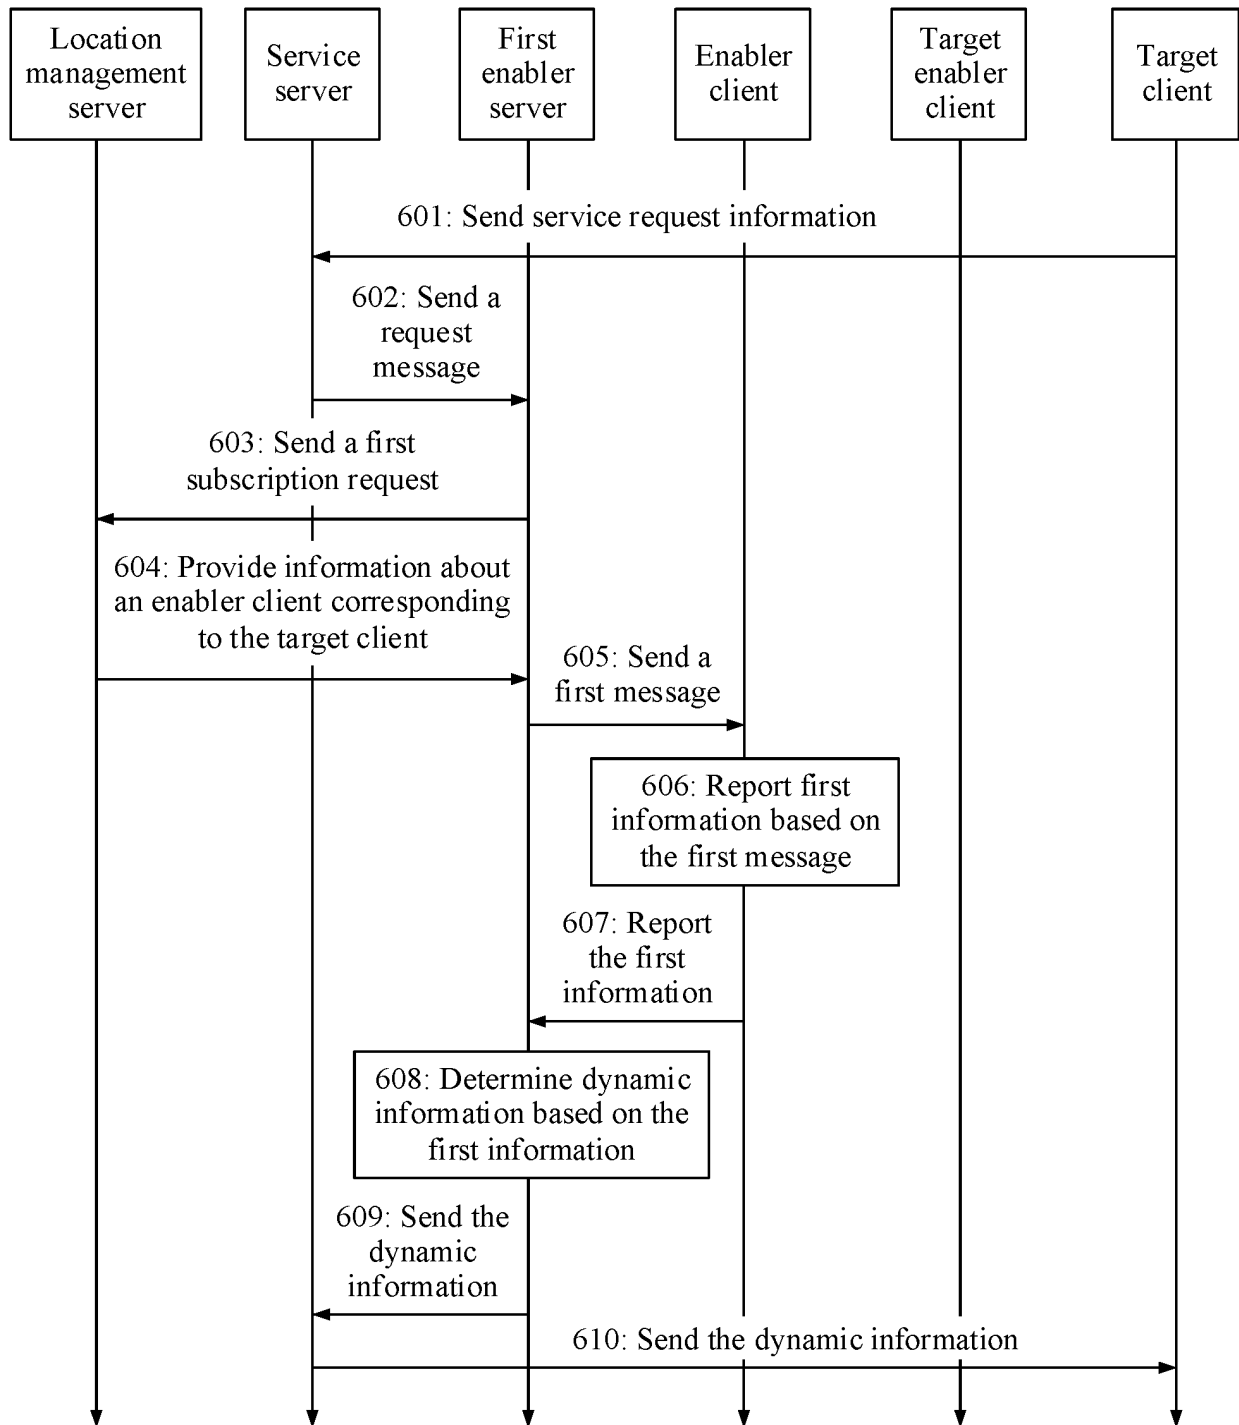 Location
management
server
Service
server
First
enabler
server
Enabler
client
Target
enabler
client
Target
client
601: Send service request information
602: Send a
request
message
603: Send a first
subscription request
604: Provide information about
an enabler client corresponding
to the target client
605: Send a
first message
606: Report first
information based on
the first message
607: Report
the first
information
608: Determine dynamic
information based on the
first information
609: Send the
dynamic
information
610: Send the dynamic information